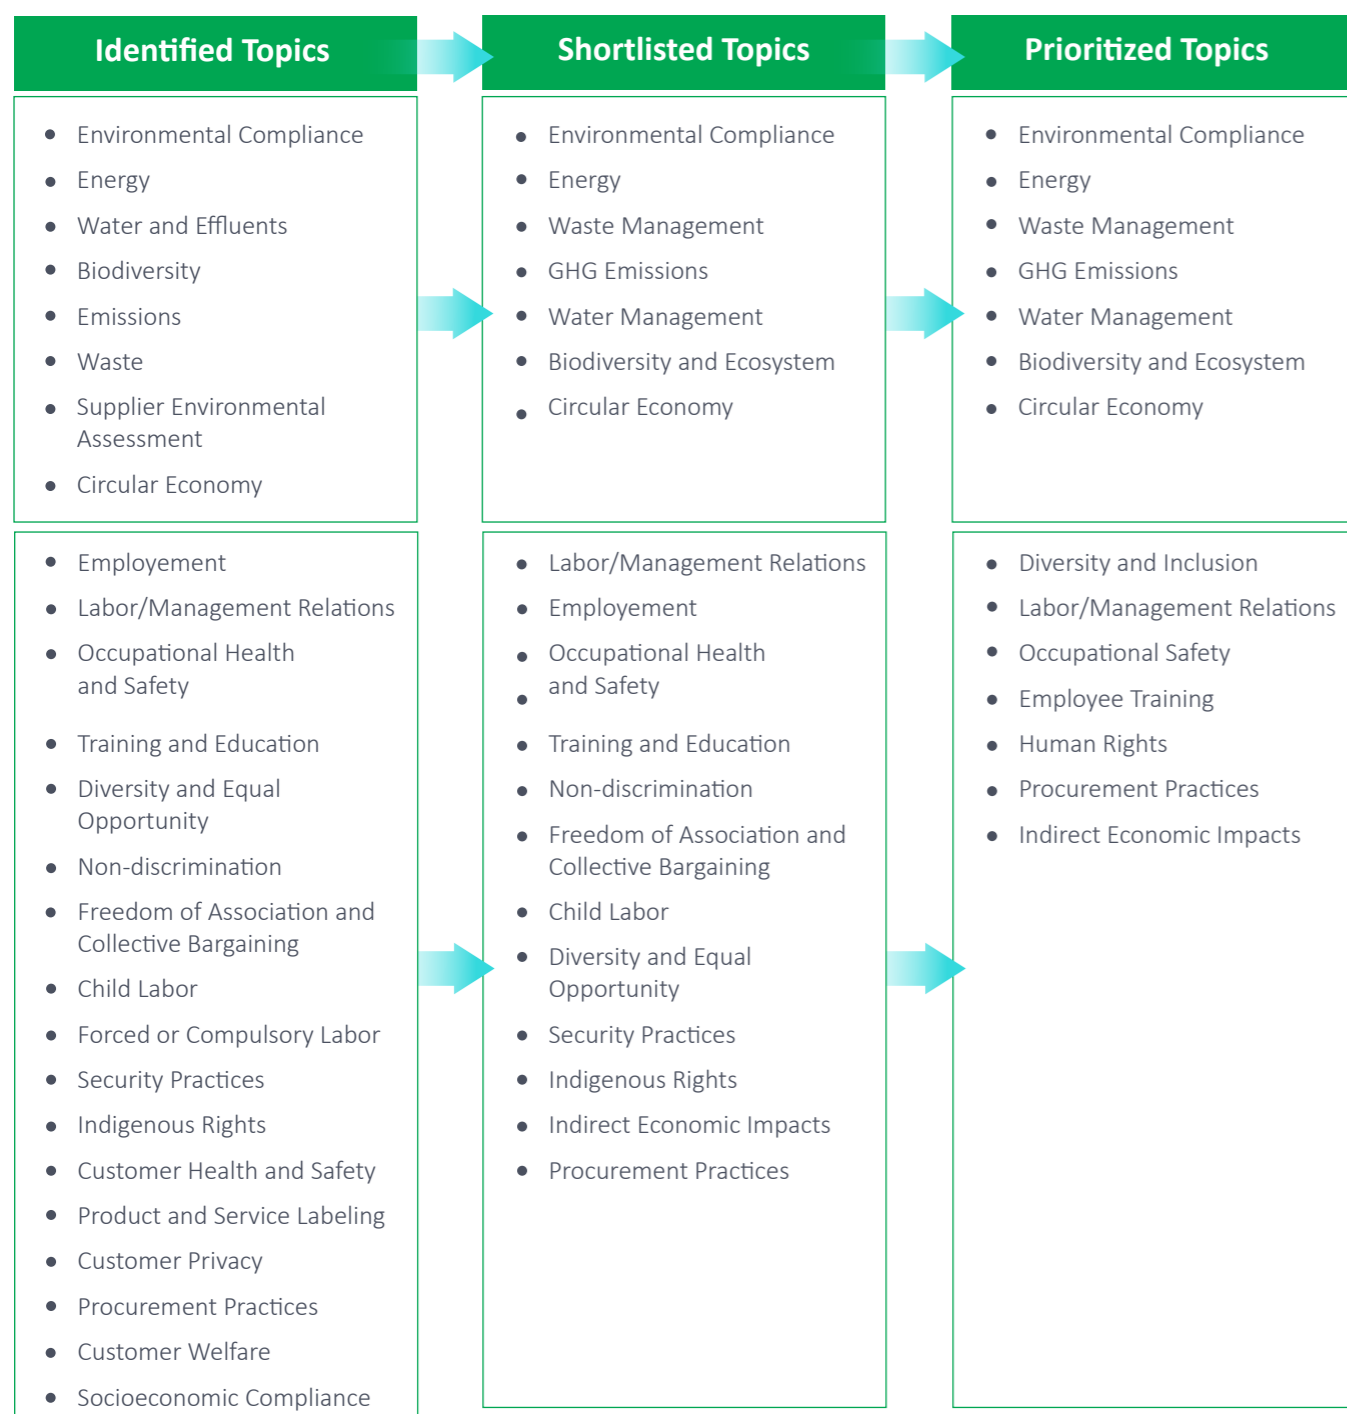 Identified Topics
Shortlisted Topics
Prioritized Topics
Environmental Compliance
Energy
Water and Effluents
Biodiversity
Emissions
Waste
Supplier Environmental
Assessment
Circular Economy
Environmental Compliance
Energy
Waste Management
GHG Emissions
Water Management
Biodiversity and Ecosystem
Circular Economy
Environmental Compliance
Energy
Waste Management
GHG Emissions
Water Management
Biodiversity and Ecosystem
Circular Economy
Employement
Labor/Management Relations
Occupational Health
and Safety
Training and Education
Diversity and Equal
Opportunity
Non-discrimination
Freedom of Association and
Collective Bargaining
Child Labor
Forced or Compulsory Labor
Security Practices
Indigenous Rights
Customer Health and Safety
Product and Service Labeling
Customer Privacy
Procurement Practices
Customer Welfare
Socioeconomic Compliance
Labor/Management Relations
Employement
Occupational Health
and Safety
Training and Education
Non-discrimination
Freedom of Association and
Collective Bargaining
Child Labor
Diversity and Equal
Opportunity
Security Practices
Indigenous Rights
Indirect Economic Impacts
Procurement Practices
Diversity and Inclusion
Labor/Management Relations
Occupational Safety
Employee Training
Human Rights
Procurement Practices
Indirect Economic Impacts